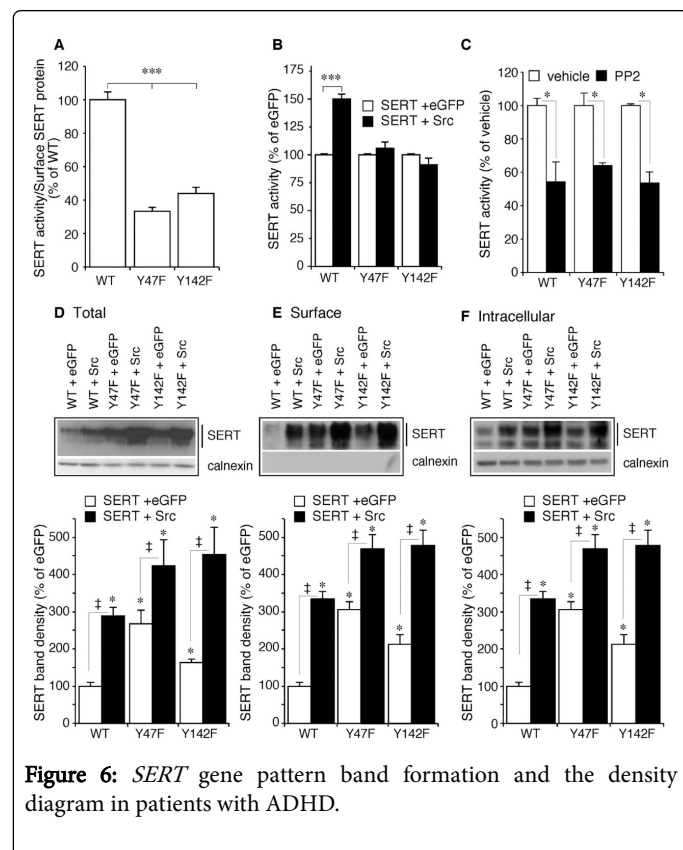 A
SERT activity/Surface SERT protein
(% of WT)
120
100
80
60
40
20
0
***
WT Y47F Y142F
B
SERT activity (% of eGFP)
175
150
125
100
75
50
25
0
***
SERT +eGFP
SERT + Src
WT Y47F Y142F
C
SERT activity (% of vehicle)
120
100
80
60
40
20
0
vehicle PP2
* * *
WT Y47F Y142F
D Total
WT + eGFP
WT + Src
Y47F + eGFP
Y47F + Src
Y142F + eGFP
Y142F + Src
SERT
calnexin
SERT +eGFP
SERT + Src
SERT band density (% of eGFP)
500
400
300
200
100
0
‡ * * ‡ * * ‡ *
WT Y47F Y142F
E Surface
WT + eGFP
WT + Src
Y47F + eGFP
Y47F + Src
Y142F + eGFP
Y142F + Src
SERT
calnexin
SERT +eGFP
SERT + Src
SERT band density (% of eGFP)
500
400
300
200
100
0
‡ * * ‡ * * ‡ *
WT Y47F Y142F
F Intracellular
WT + eGFP
WT + Src
Y47F + eGFP
Y47F + Src
Y142F + eGFP
Y142F + Src
SERT
calnexin
SERT +eGFP
SERT + Src
SERT band density (% of eGFP)
500
400
300
200
100
0
‡ * * ‡ * * ‡ *
WT Y47F Y142F
Figure 6: SERT gene pattern band formation and the density
diagram in patients with ADHD.